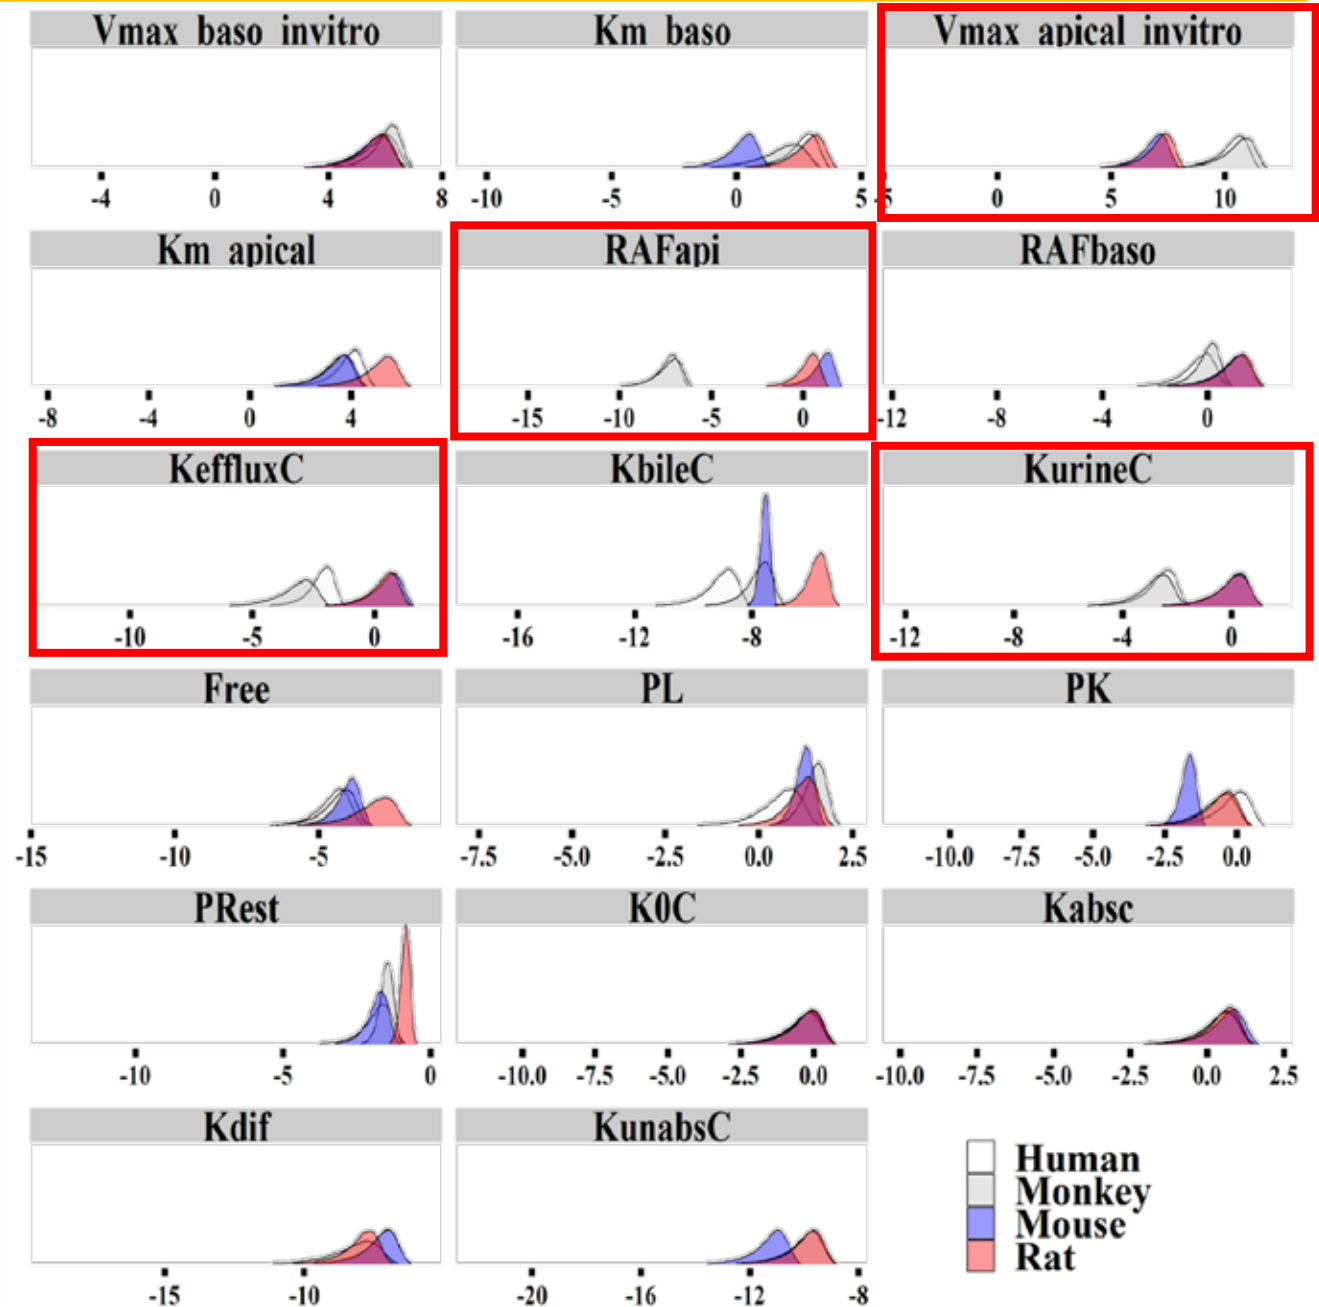 Vmax baso invitro Km baso Vmax apical invitro
-4 0 4 8 -10 -5 0 5 -5 0 5 10
Km apical RAFapi RAFbaso
-8 -4 0 4 -15 -10 -5 0 -12 -8 -4 0
KeffluxC KbileC KurineC
-10 -5 0 -16 -12 -8 -12 -8 -4 0
Free PL PK
-15 -10 -5 -7.5 -5.0 -2.5 0.0 2.5 -10.0 -7.5 -5.0 -2.5 0.0
PRest K0C Kabsc
-10 -5 0 -10.0 -7.5 -5.0 -2.5 0.0 -10.0 -7.5 -5.0 -2.5 0.0 2.5
Kdif KunabsC
-15 -10 -20 -16 -12 -8
Human
Monkey
Mouse
Rat